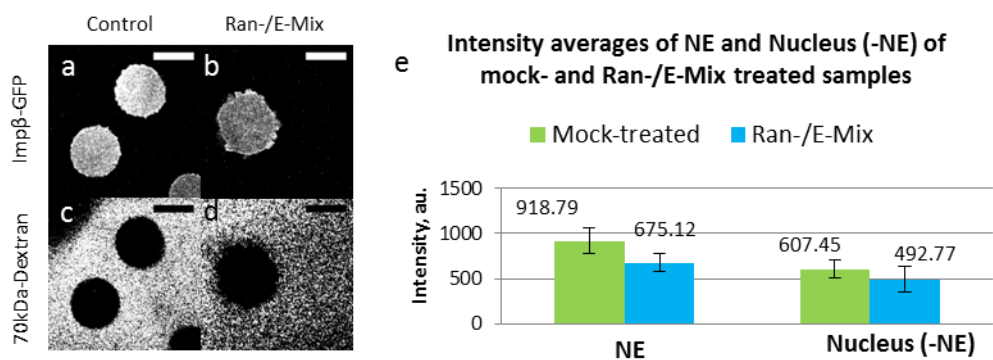 Control Ran-/E-Mix
Impβ-GFP
a b
70kDa-Dextran
c d
e
Intensity averages of NE and Nucleus (-NE) of
mock- and Ran-/E-Mix treated samples
Mock-treated Ran-/E-Mix
Intensity, au.
1500
1000
500
0
918.79
675.12
607.45
492.77
NE
Nucleus (-NE)